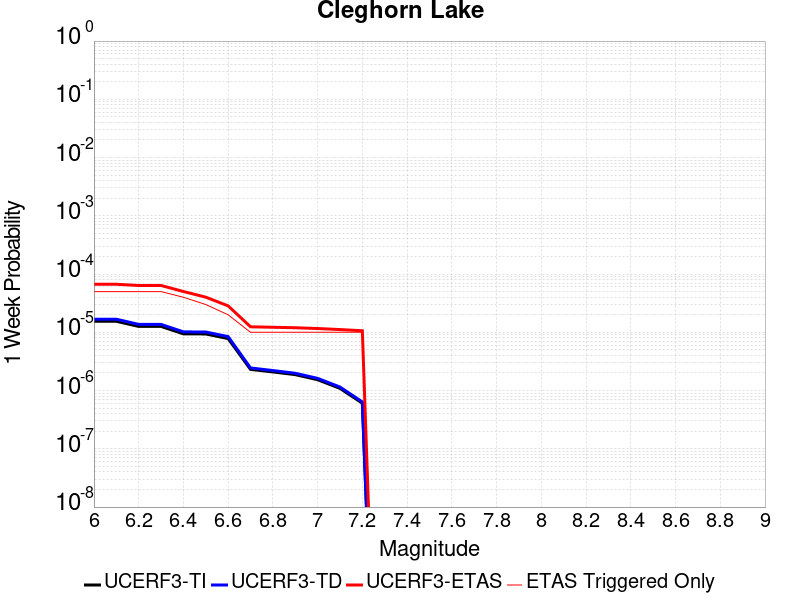 Cleghorn Lake
10^0
10^-1
10^-2
10^-3
10^-4
10^-5
10^-6
10^-7
10^-8
1 Week Probability
6 6.2 6.4 6.6 6.8 7 7.2 7.4 7.6 7.8 8 8.2 8.4 8.6 8.8 9
Magnitude
UCERF3-TI UCERF3-TD UCERF3-ETAS ETAS Triggered Only